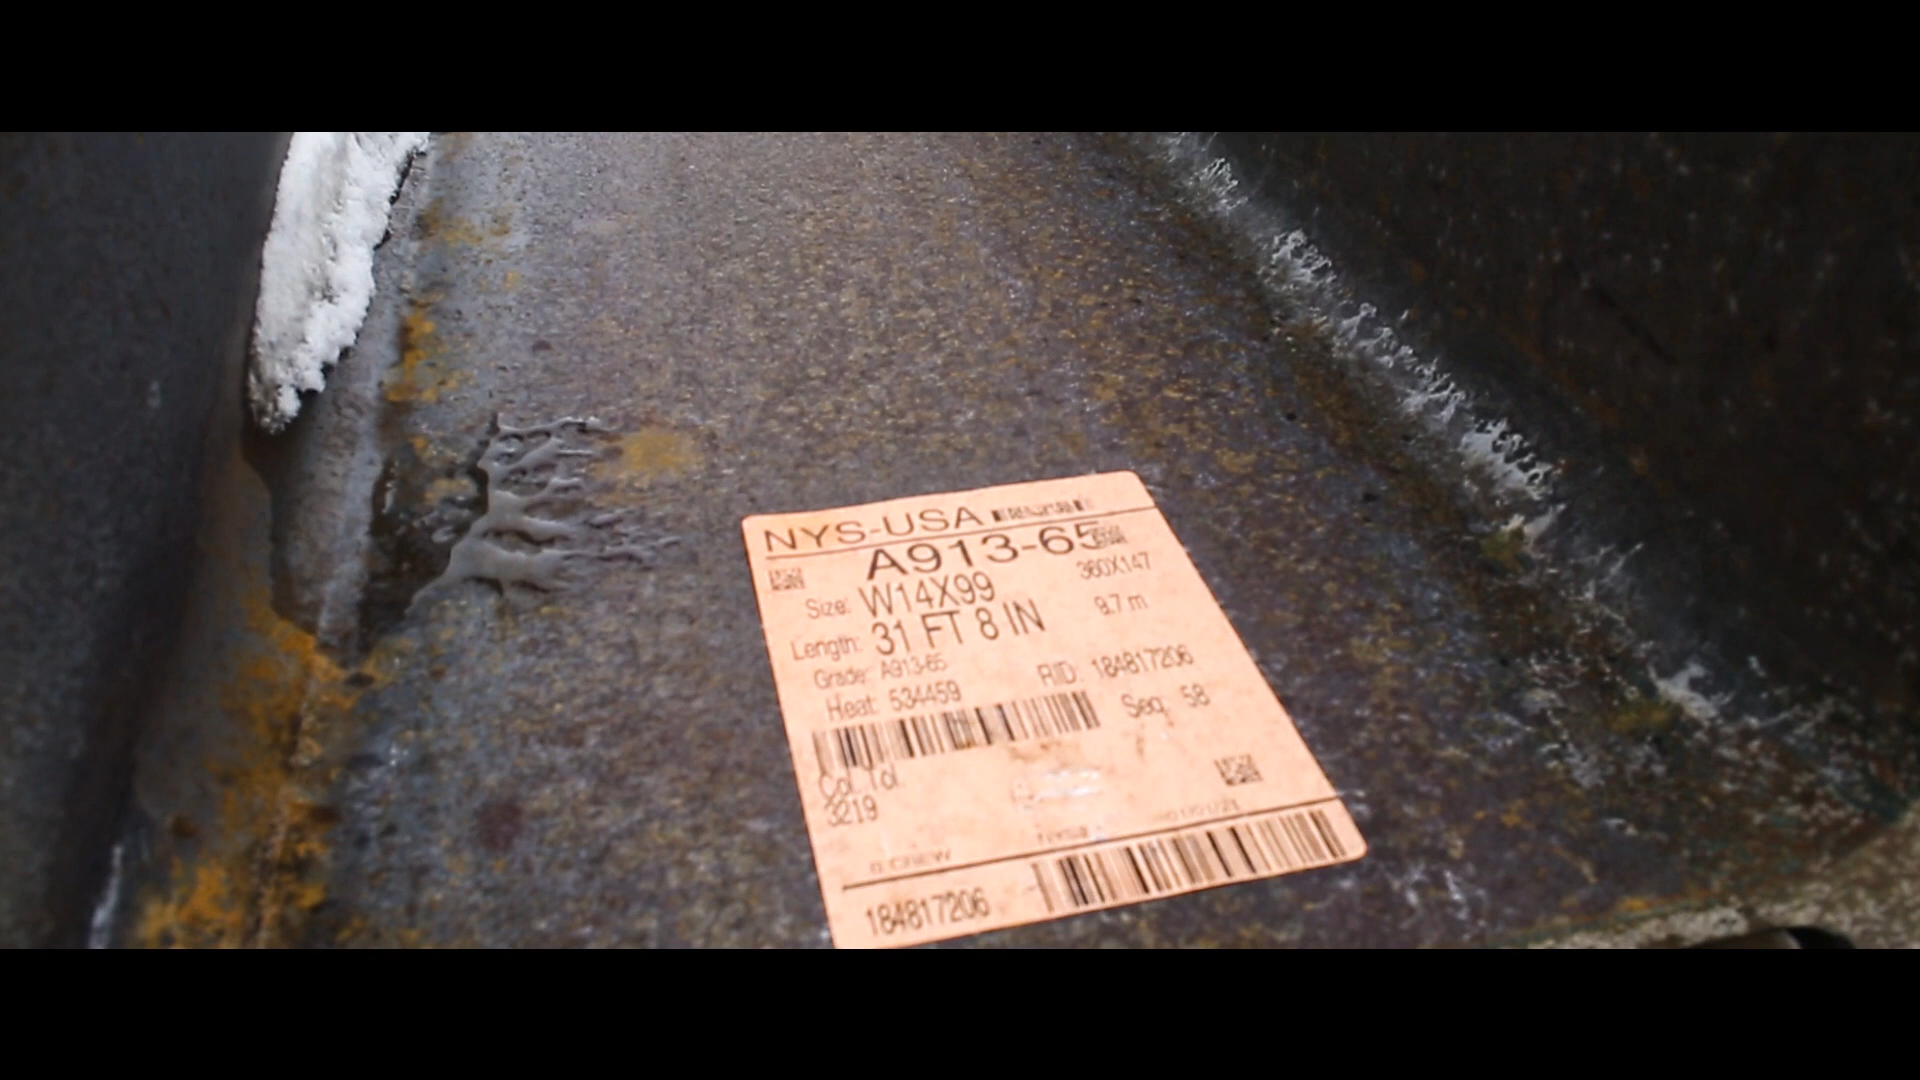 NYS-USA
A913-65
Size: W14X99 360X147
Length: 31 FT 8 IN 9.7 m
Grade: A913-65
Heat: 534459 RID: 184817206
Seq: 58
Col. Tol
3219
184817206